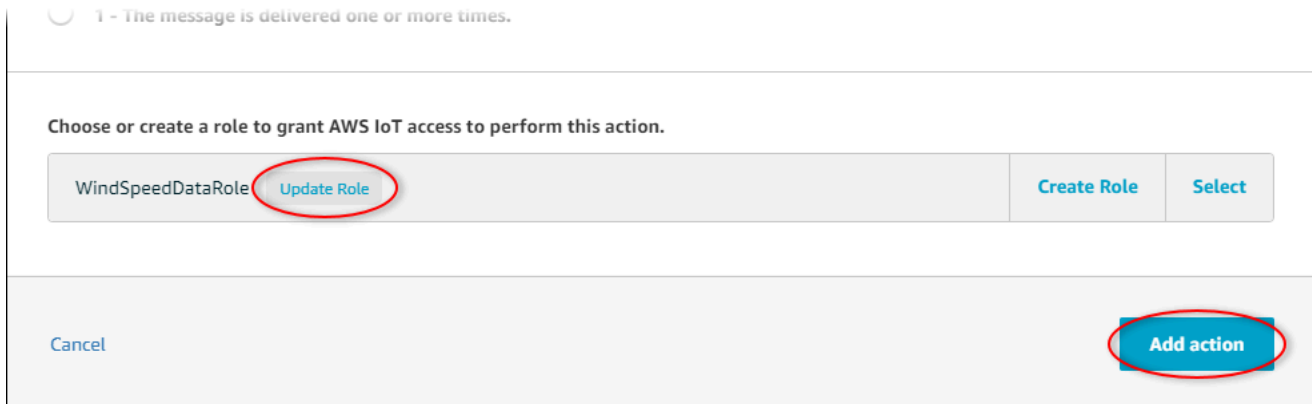 1 - The message is delivered one or more times.
Choose or create a role to grant AWS IoT access to perform this action.
WindSpeedDataRole Update Role Create Role Select
Cancel Add action